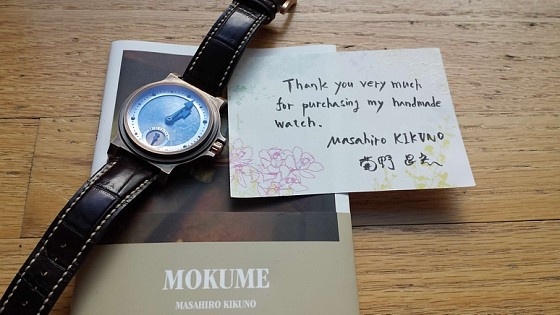 Thank you very much
for purchasing my handmade
watch.
Masahiro KIKUNO
菊野 昌宏
MOKUME
MASAHIRO KIKUNO